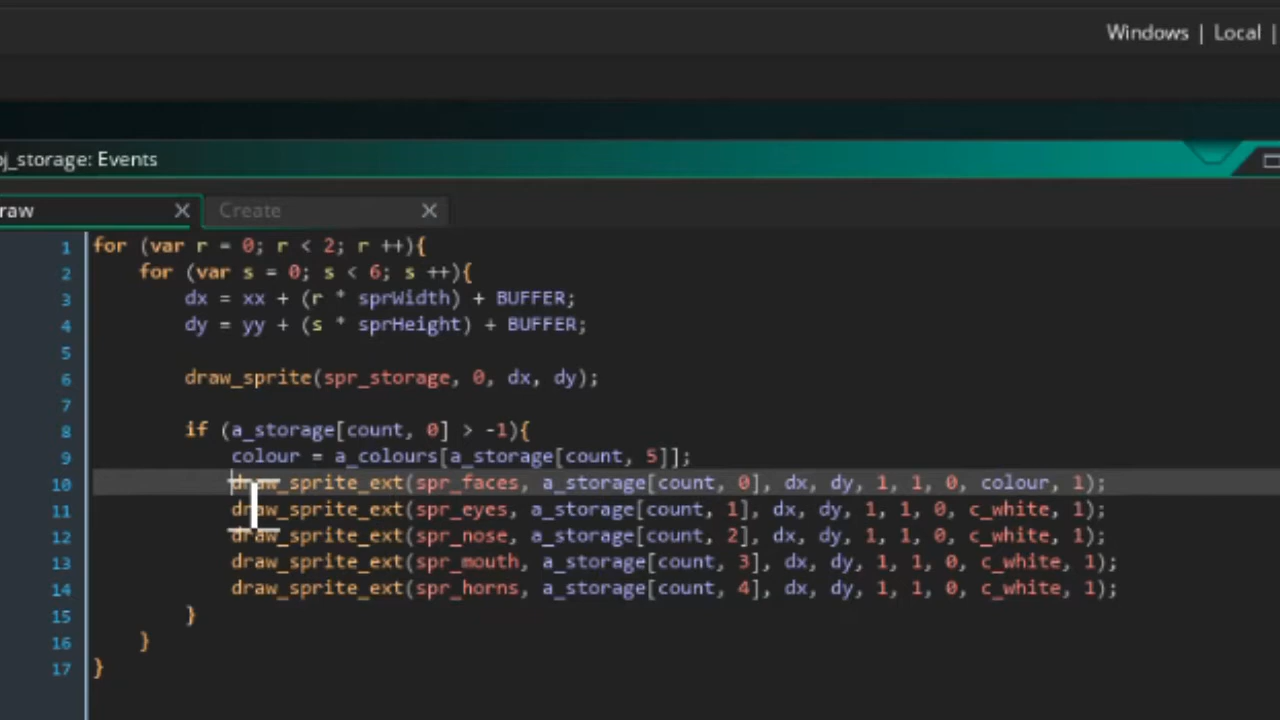 Windows | Local |
bj_storage: Events
raw
Create
1 for (var r = 0; r < 2; r ++){
2 for (var s = 0; s < 6; s ++){
3 dx = xx + (r * sprWidth) + BUFFER;
4 dy = yy + (s * sprHeight) + BUFFER;
5
6 draw_sprite(spr_storage, 0, dx, dy);
7
8 if (a_storage[count, 0] > -1){
9 colour = a_colours[a_storage[count, 5]];
10 draw_sprite_ext(spr_faces, a_storage[count, 0], dx, dy, 1, 1, 0, colour, 1);
11 draw_sprite_ext(spr_eyes, a_storage[count, 1], dx, dy, 1, 1, 0, c_white, 1);
12 draw_sprite_ext(spr_nose, a_storage[count, 2], dx, dy, 1, 1, 0, c_white, 1);
13 draw_sprite_ext(spr_mouth, a_storage[count, 3], dx, dy, 1, 1, 0, c_white, 1);
14 draw_sprite_ext(spr_horns, a_storage[count, 4], dx, dy, 1, 1, 0, c_white, 1);
15 }
16 }
17 }